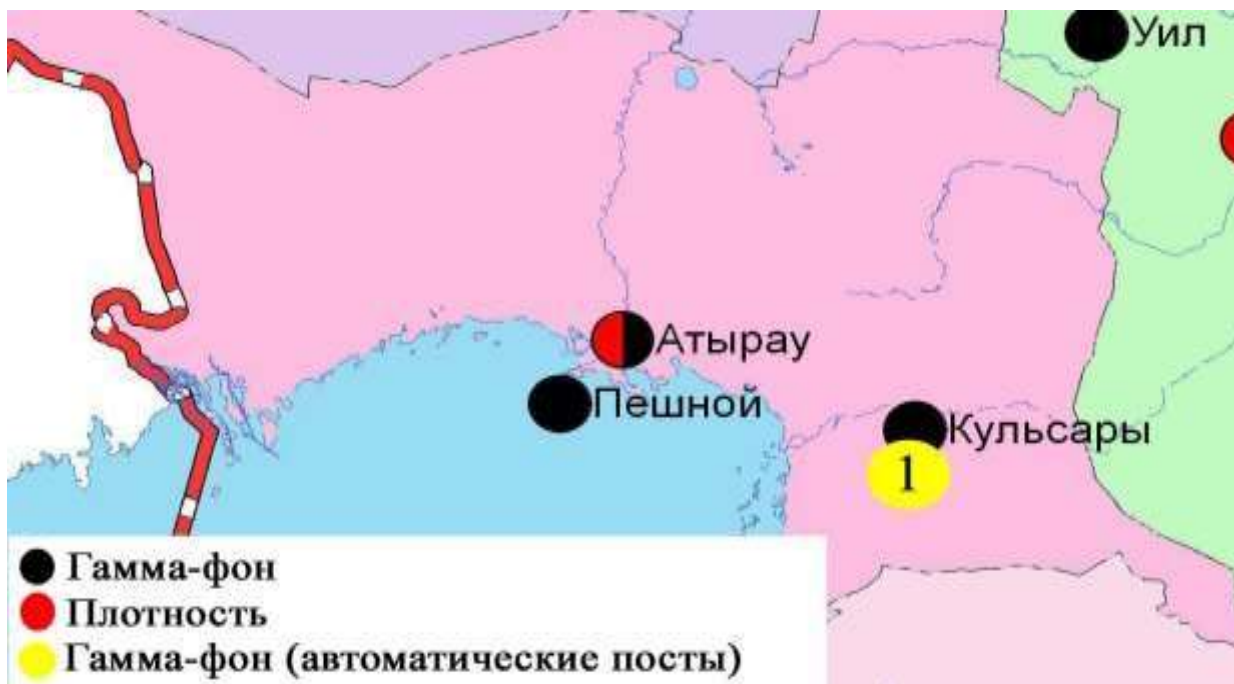 Уил
Атырау
Пешной
Кульсары
1
Гамма-фон
Плотность
Гамма-фон (автоматические посты)